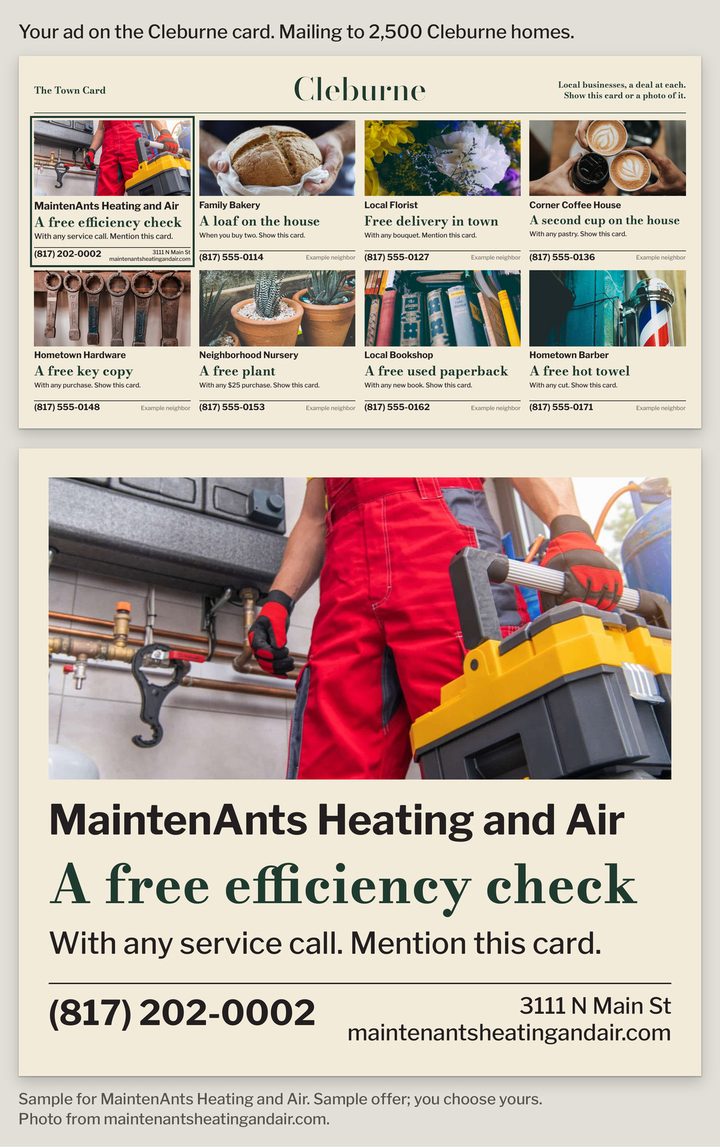 Your ad on the Cleburne card. Mailing to 2,500 Cleburne homes.
The Town Card
Cleburne
Local businesses, a deal at each.
Show this card or a photo of it.
MaintenAnts Heating and Air
A free efficiency check
With any service call. Mention this card.
(817) 202-0002
3111 N Main St
maintenantsheatingandair.com
Family Bakery
A loaf on the house
When you buy two. Show this card.
(817) 555-0114
Example neighbor
Local Florist
Free delivery in town
With any bouquet. Mention this card.
(817) 555-0127
Example neighbor
Corner Coffee House
A second cup on the house
With any pastry. Show this card.
(817) 555-0136
Example neighbor
Hometown Hardware
A free key copy
With any purchase. Show this card.
(817) 555-0148
Example neighbor
Neighborhood Nursery
A free plant
With any $25 purchase. Show this card.
(817) 555-0153
Example neighbor
Local Bookshop
A free used paperback
With any new book. Show this card.
(817) 555-0162
Example neighbor
Hometown Barber
A free hot towel
With any cut. Show this card.
(817) 555-0171
Example neighbor
MaintenAnts Heating and Air
A free efficiency check
With any service call. Mention this card.
(817) 202-0002
3111 N Main St
maintenantsheatingandair.com
Sample for MaintenAnts Heating and Air. Sample offer; you choose yours.
Photo from maintenantsheatingandair.com.